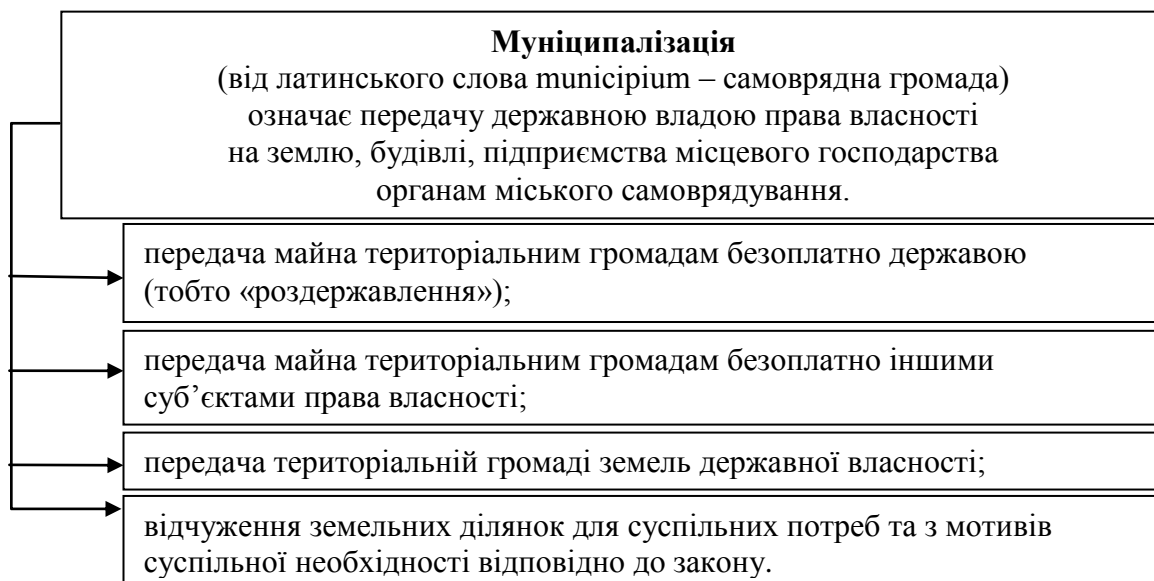 Муніципалізація
(від латинського слова municipium – самоврядна громада)
означає передачу державною владою права власності
на землю, будівлі, підприємства місцевого господарства
органам міського самоврядування.
передача майна територіальним громадам безоплатно державою
(тобто «роздержавлення»);
передача майна територіальним громадам безоплатно іншими
суб’єктами права власності;
передача територіальній громаді земель державної власності;
відчуження земельних ділянок для суспільних потреб та з мотивів
суспільної необхідності відповідно до закону.